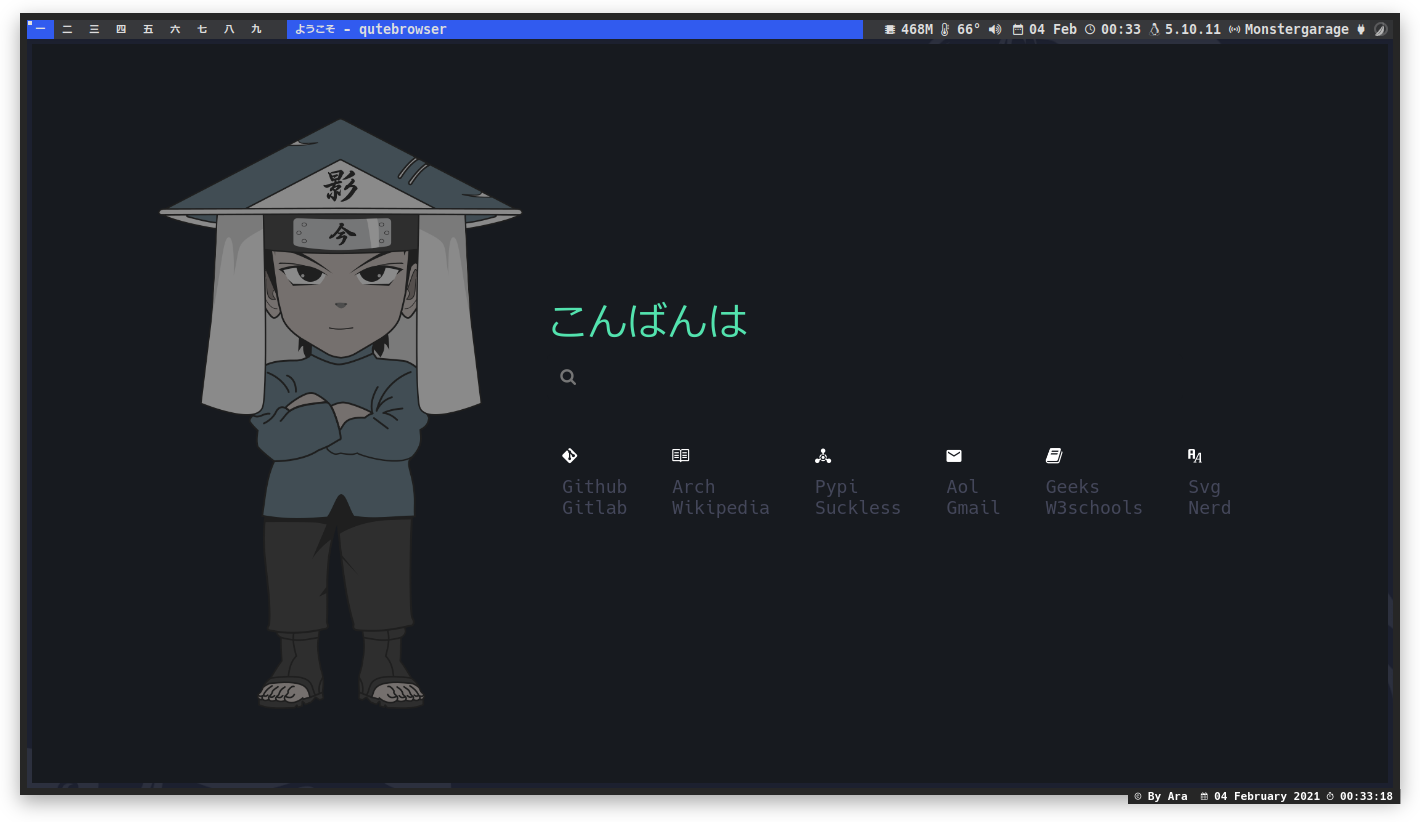 一 二 三 四 五 六 七 八 九 ようこそ - qutebrowser 468M 66° 04 Feb 00:33 5.10.11 Monstergarage
影
今
こんばんは
Github Arch Pypi Aol Geeks Svg
Gitlab Wikipedia Suckless Gmail W3schools Nerd
© By Ara 04 February 2021 00:33:18